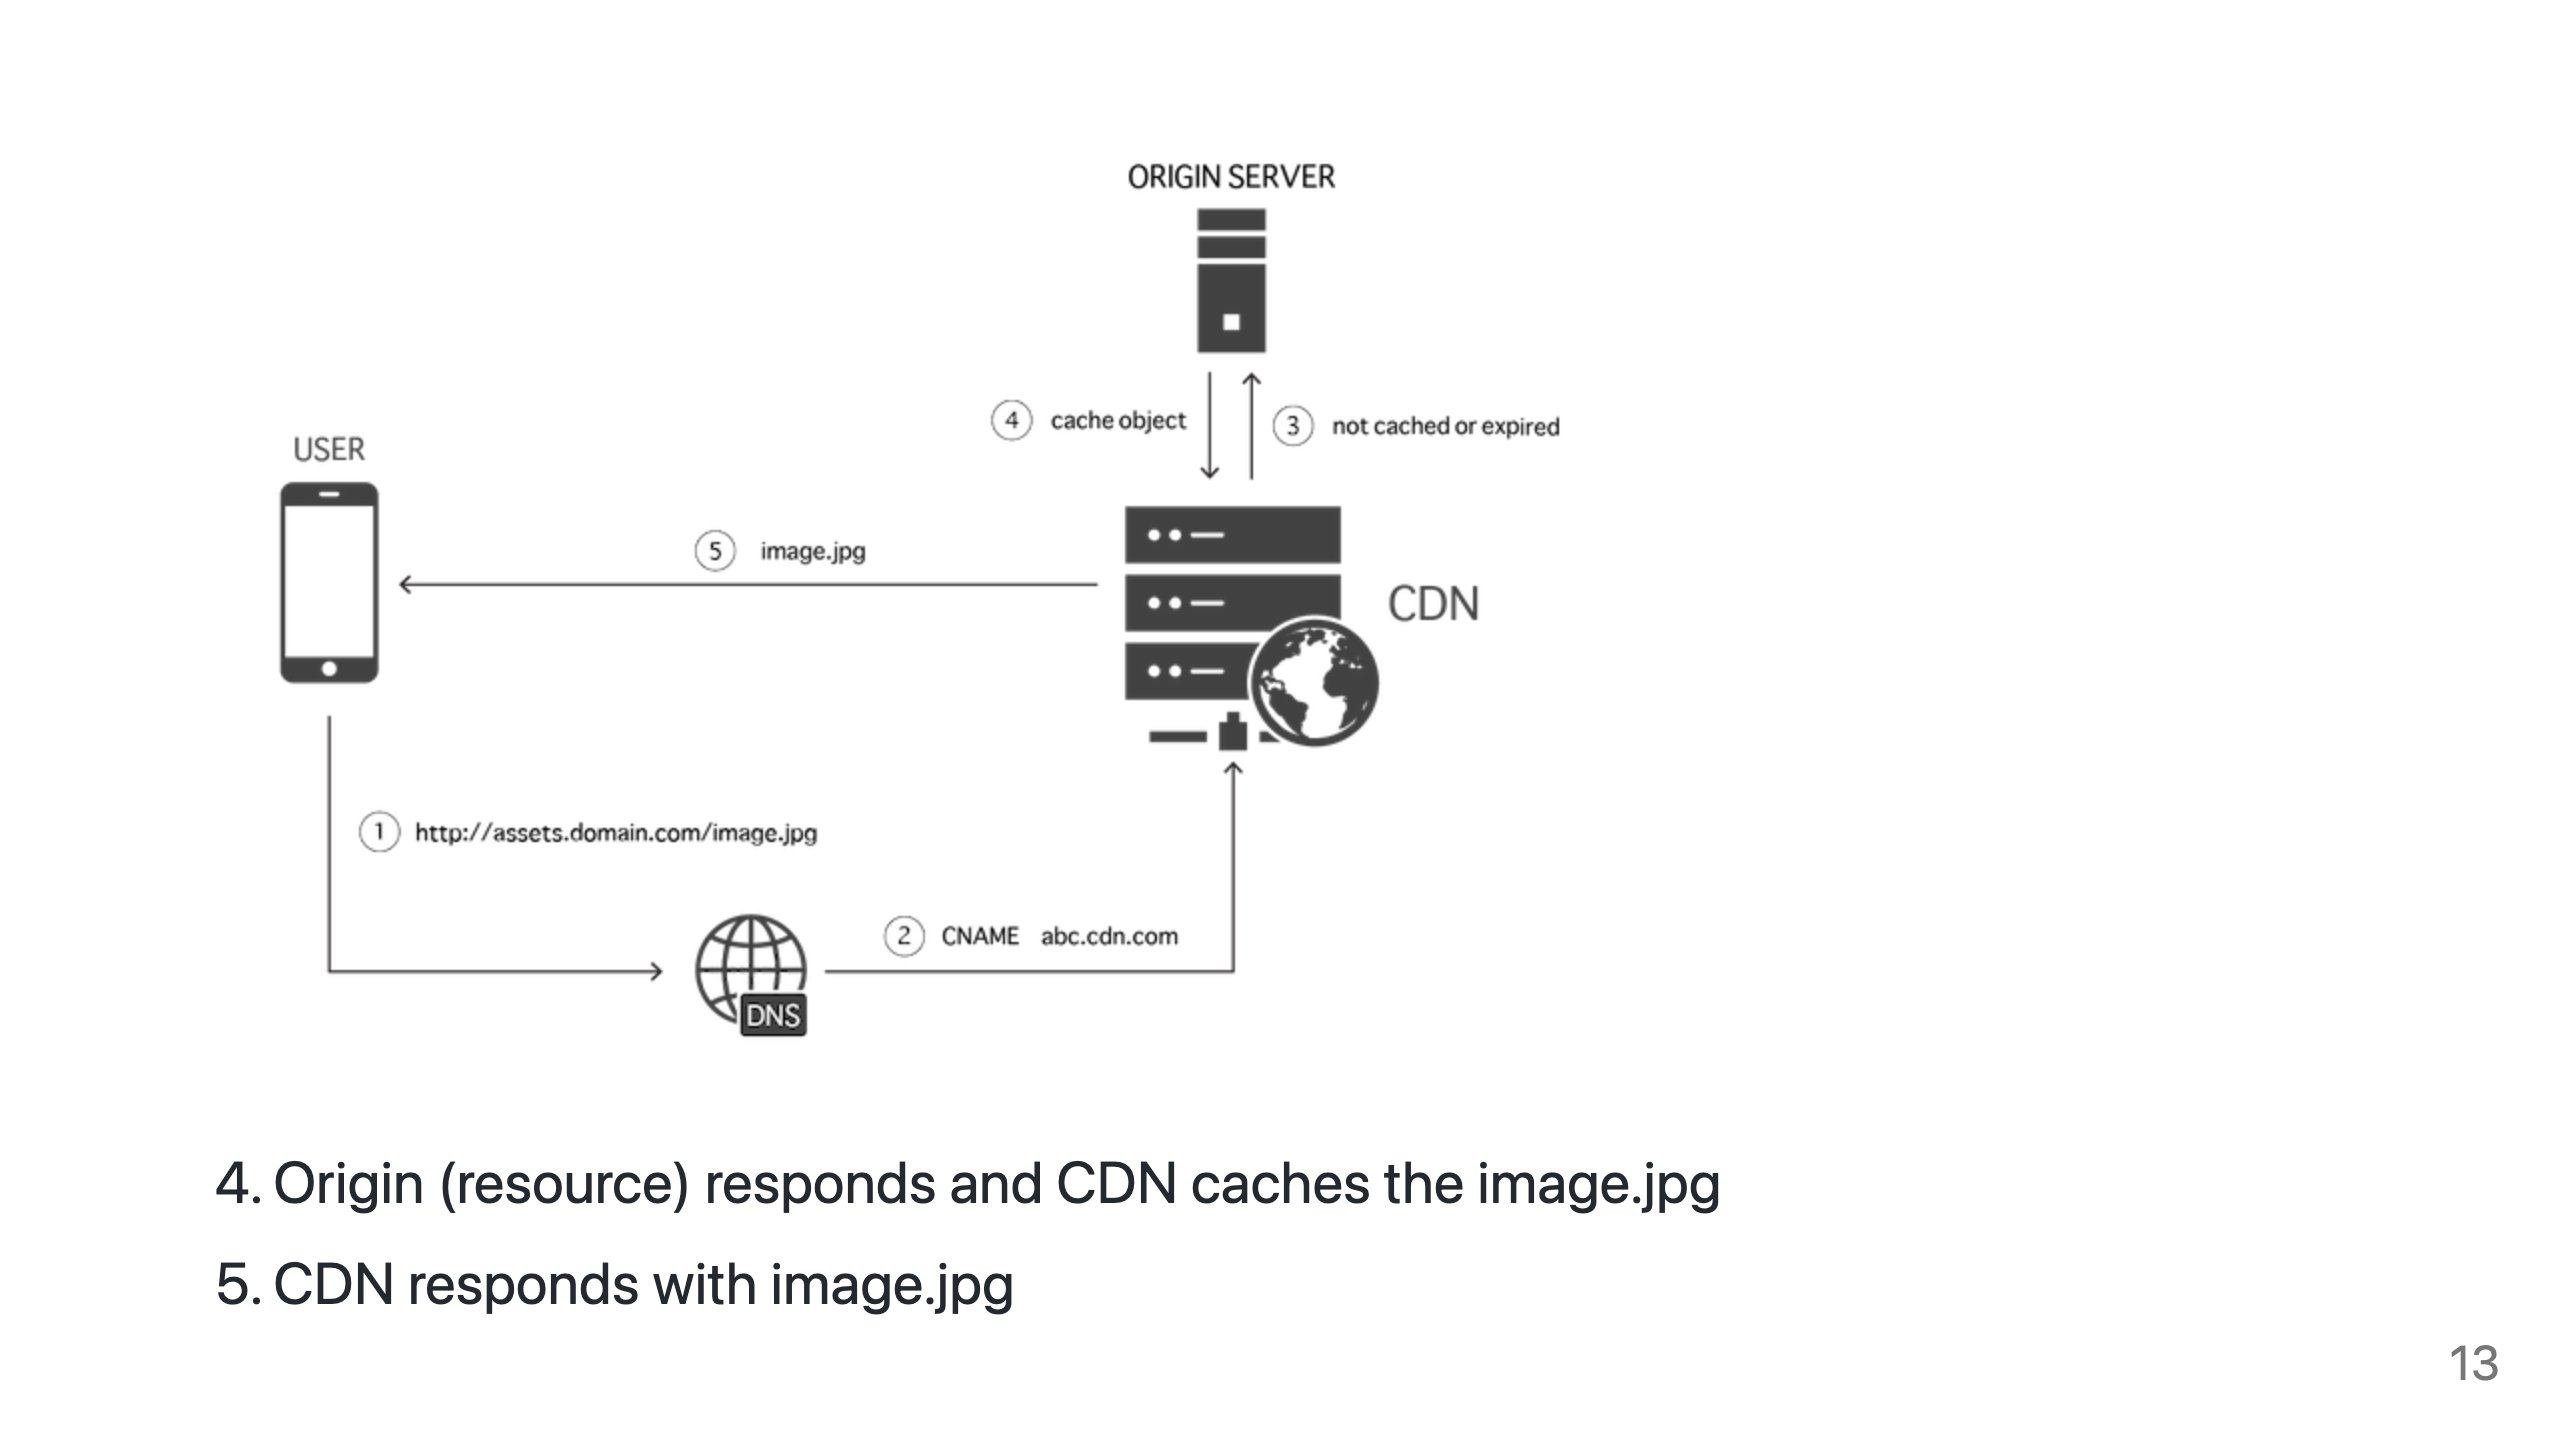 ORIGIN SERVER
4 cache object
3 not cached or expired
USER
5 image.jpg
CDN
1 http://assets.domain.com/image.jpg
2 CNAME abc.cdn.com
DNS
4. Origin (resource) responds and CDN caches the image.jpg
5. CDN responds with image.jpg
13